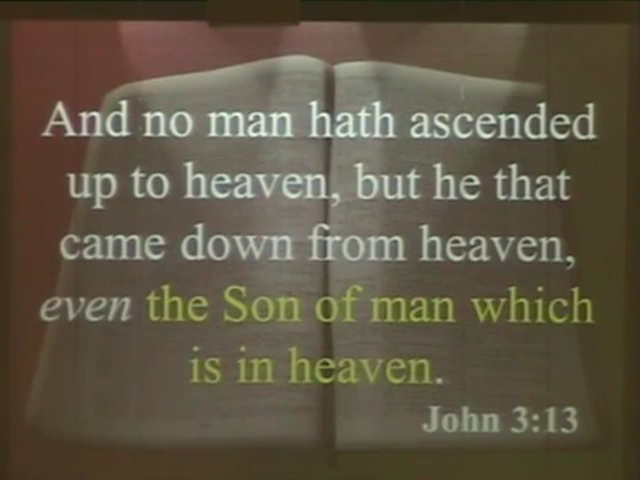 And no man hath ascended
up to heaven, but he that
came down from heaven,
even the Son of man which
is in heaven.
John 3:13